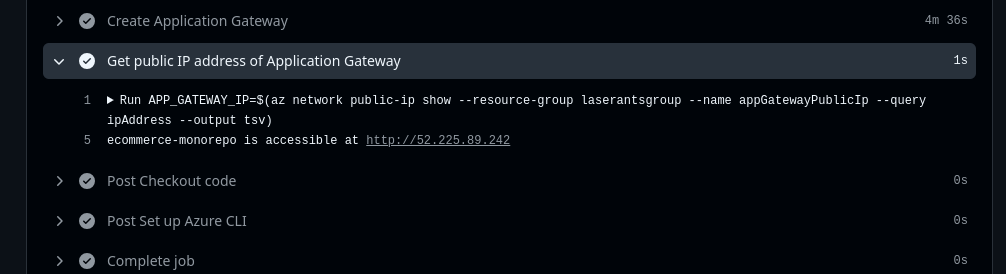 Create Application Gateway 4m 36s
Get public IP address of Application Gateway 1s
1 Run APP_GATEWAY_IP=$(az network public-ip show --resource-group laserantsgroup --name appGatewayPublicIp --query
ipAddress --output tsv)
5 ecommerce-monorepo is accessible at http://52.225.89.242
Post Checkout code 0s
Post Set up Azure CLI 0s
Complete job 0s